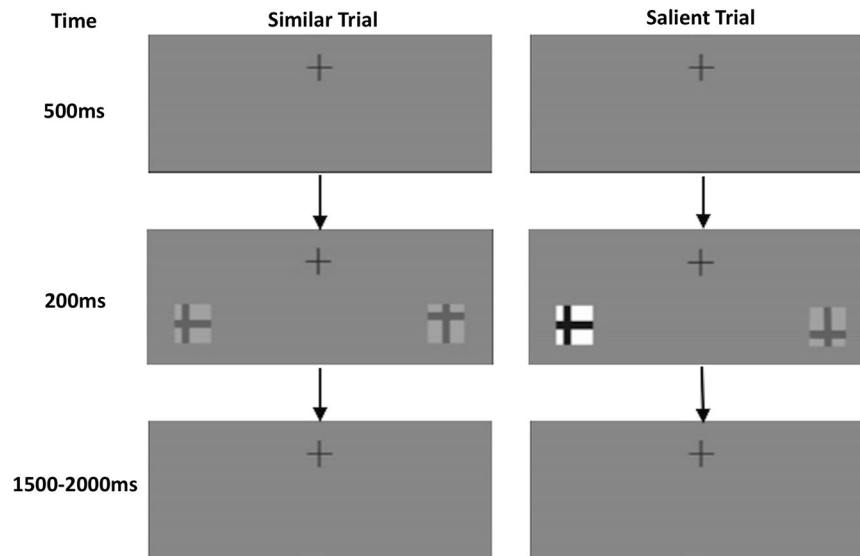 Time
Similar Trial
Salient Trial
500ms
200ms
1500-2000ms